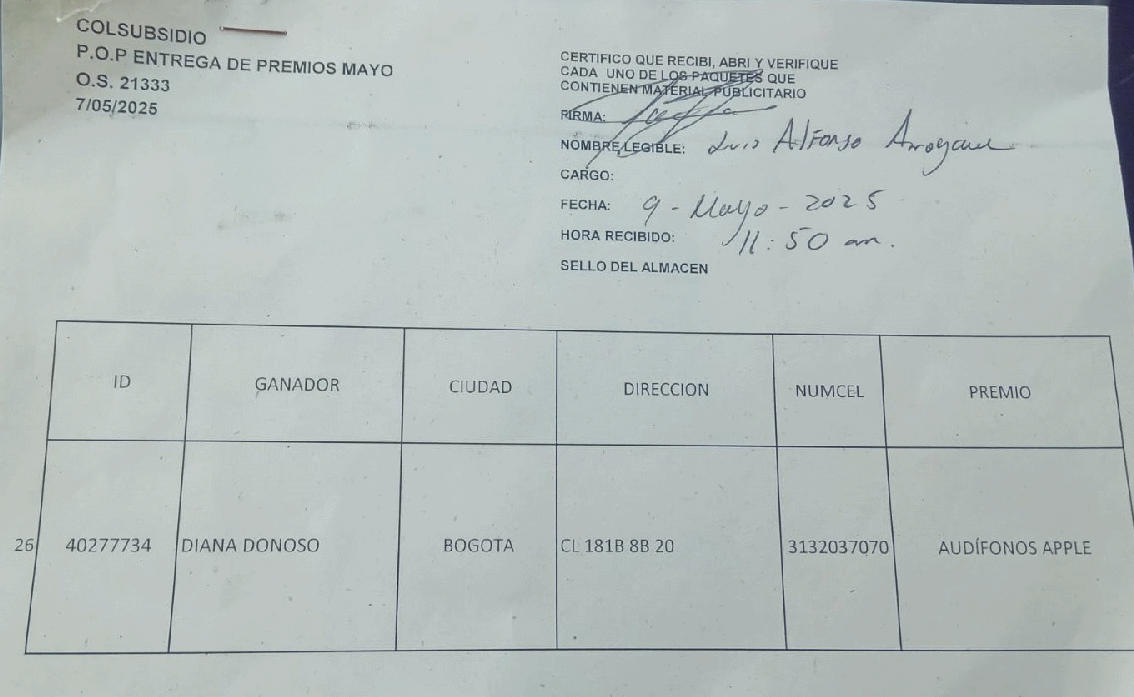 COLSUBSIDIO
P.O.P ENTREGA DE PREMIOS MAYO
O.S. 21333
7/05/2025
CERTIFICO QUE RECIBI, ABRI Y VERIFIQUE
CADA UNO DE LOS PAQUETES QUE
CONTIENEN MATERIAL PUBLICITARIO
FIRMA:
NOMBRE LEGIBLE: Luis Alfonso
CARGO:
FECHA: 9 - Mayo - 2025
HORA RECIBIDO: 11:50 am.
SELLO DEL ALMACEN
ID GANADOR CIUDAD DIRECCION NUMCEL PREMIO
26 40277734 DIANA DONOSO BOGOTA CL 181B 8B 20 3132037070 AUDÍFONOS APPLE